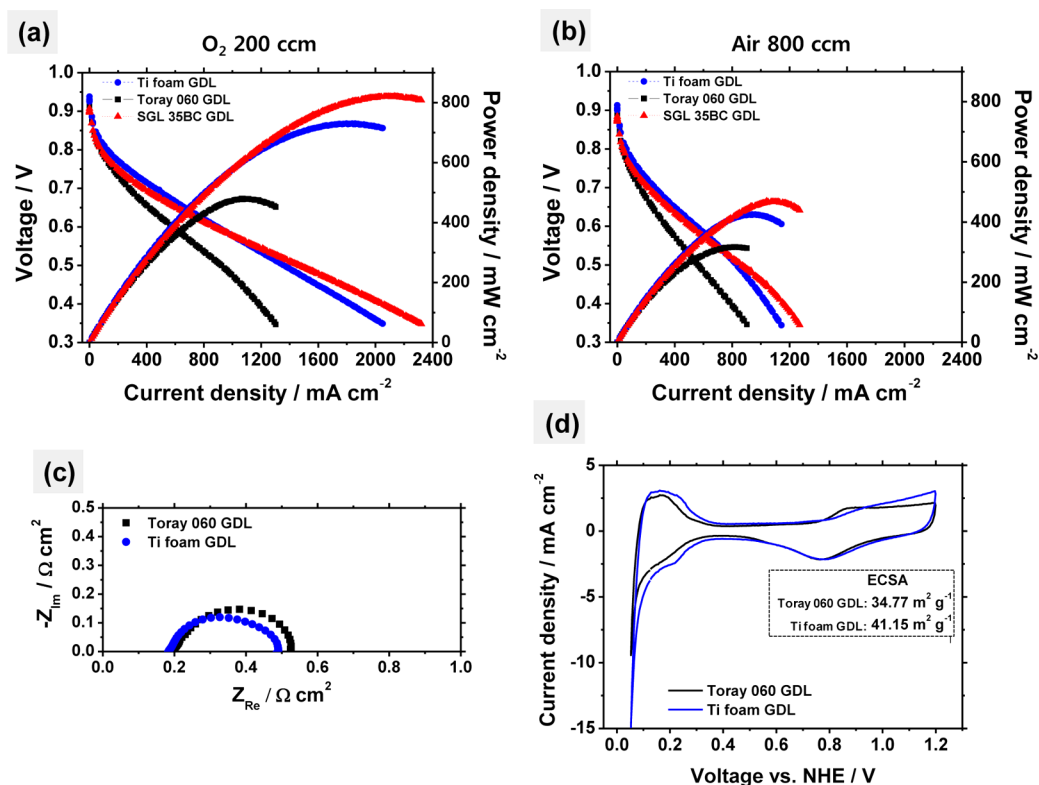 (a)
O₂ 200 ccm
Ti foam GDL
Toray 060 GDL
SGL 35BC GDL
1.0
0.9
0.8
0.7
0.6
0.5
0.4
0.3
Voltage / V
800
600
400
200
0
Power density / mW cm⁻²
0 400 800 1200 1600 2000 2400
Current density / mA cm⁻²
(b)
Air 800 ccm
Ti foam GDL
Toray 060 GDL
SGL 35BC GDL
1.0
0.9
0.8
0.7
0.6
0.5
0.4
0.3
Voltage / V
800
600
400
200
0
Power density / mW cm⁻²
0 400 800 1200 1600 2000 2400
Current density / mA cm⁻²
(c)
Toray 060 GDL
Ti foam GDL
0.5
0.4
0.3
0.2
0.1
0.0
-Z_Im / Ω cm²
0.0 0.2 0.4 0.6 0.8 1.0
Z_Re / Ω cm²
(d)
5
0
-5
-10
-15
Current density / mA cm⁻²
ECSA
Toray 060 GDL: 34.77 m² g⁻¹
Ti foam GDL: 41.15 m² g⁻¹
Toray 060 GDL
Ti foam GDL
0.0 0.2 0.4 0.6 0.8 1.0 1.2
Voltage vs. NHE / V